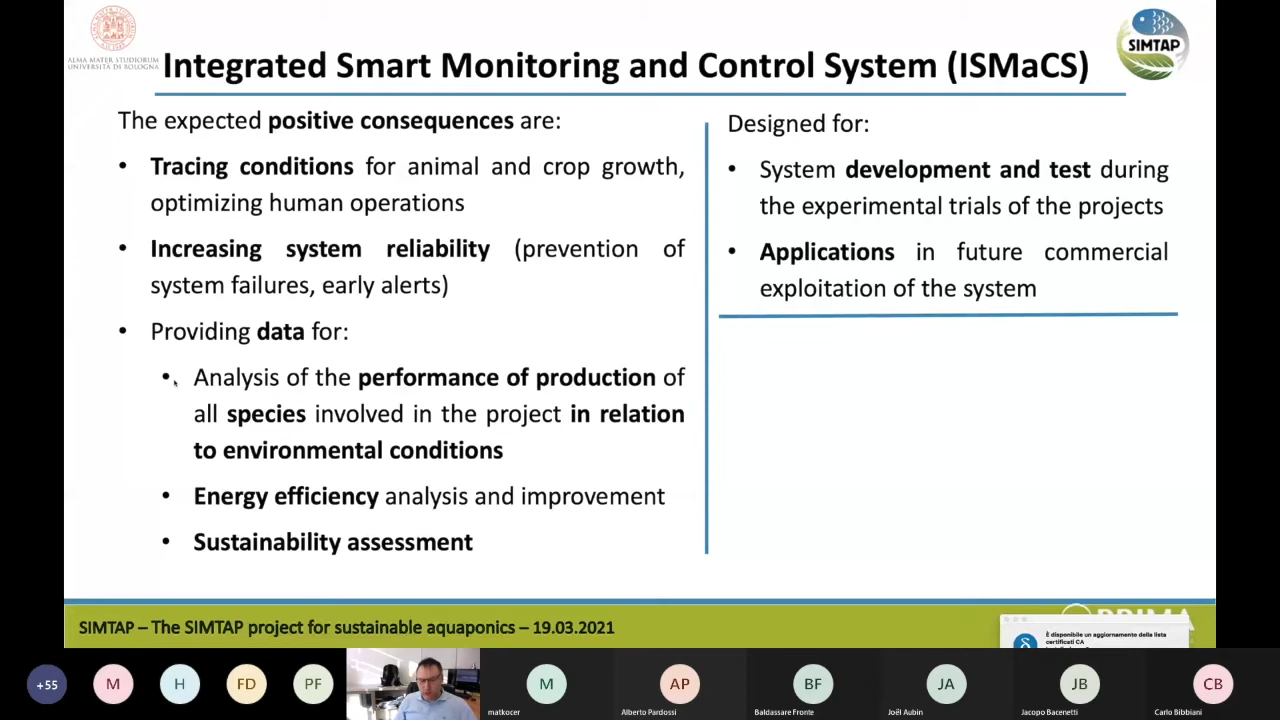 ALMA MATER STUDIORUM
UNIVERSITÀ DI BOLOGNA
SIMTAP
Integrated Smart Monitoring and Control System (ISMaCS)
The expected positive consequences are:
• Tracing conditions for animal and crop growth,
optimizing human operations
• Increasing system reliability (prevention of
system failures, early alerts)
• Providing data for:
• Analysis of the performance of production of
all species involved in the project in relation
to environmental conditions
• Energy efficiency analysis and improvement
• Sustainability assessment
Designed for:
• System development and test during
the experimental trials of the projects
• Applications in future commercial
exploitation of the system
SIMTAP – The SIMTAP project for sustainable aquaponics – 19.03.2021
PRIMA
È disponibile un aggiornamento della lista
certificati CA
+55
M
H
FD
PF
M
matkocer
AP
Alberto Pardossi
BF
Baldassare Fronte
JA
Joël Aubin
JB
Jacopo Bacenetti
CB
Carlo Bibbiani